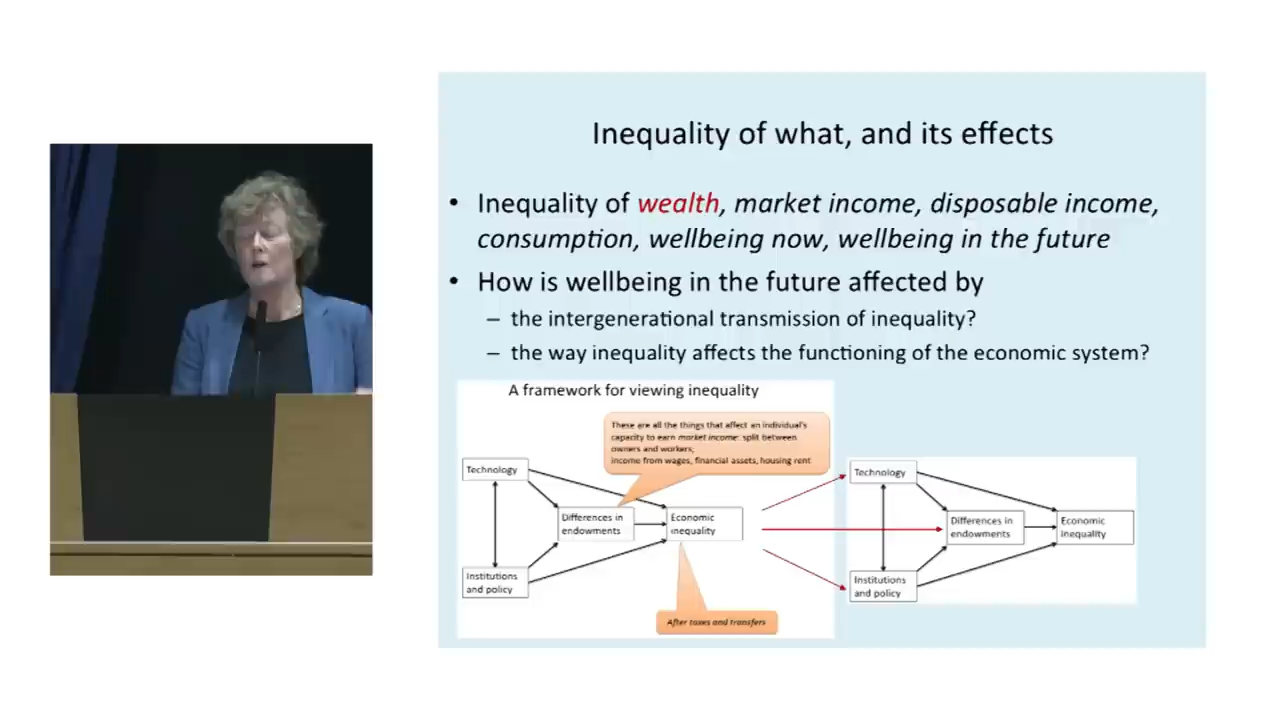 Inequality of what, and its effects
• Inequality of wealth, market income, disposable income,
consumption, wellbeing now, wellbeing in the future
• How is wellbeing in the future affected by
– the intergenerational transmission of inequality?
– the way inequality affects the functioning of the economic system?
A framework for viewing inequality
These are all the things that affect an individual's
capacity to earn market income: split between
owners and workers;
income from wages, financial assets, housing rent
Technology
Differences in
endowments
Economic
inequality
Institutions
and policy
After taxes and transfers
Technology
Differences in
endowments
Economic
inequality
Institutions
and policy